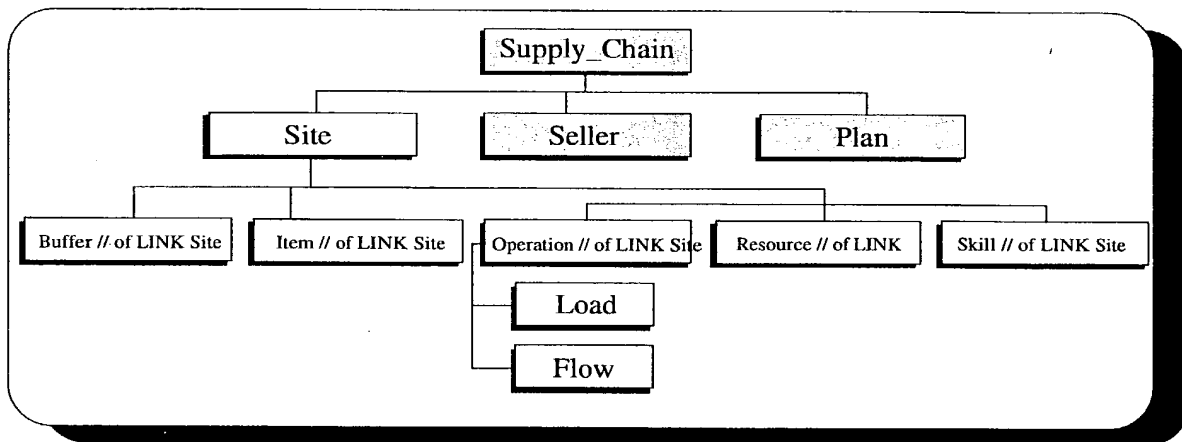 Supply_Chain
Site
Seller
Plan
Buffer // of LINK Site
Item // of LINK Site
Operation // of LINK Site
Resource // of LINK
Skill // of LINK Site
Load
Flow